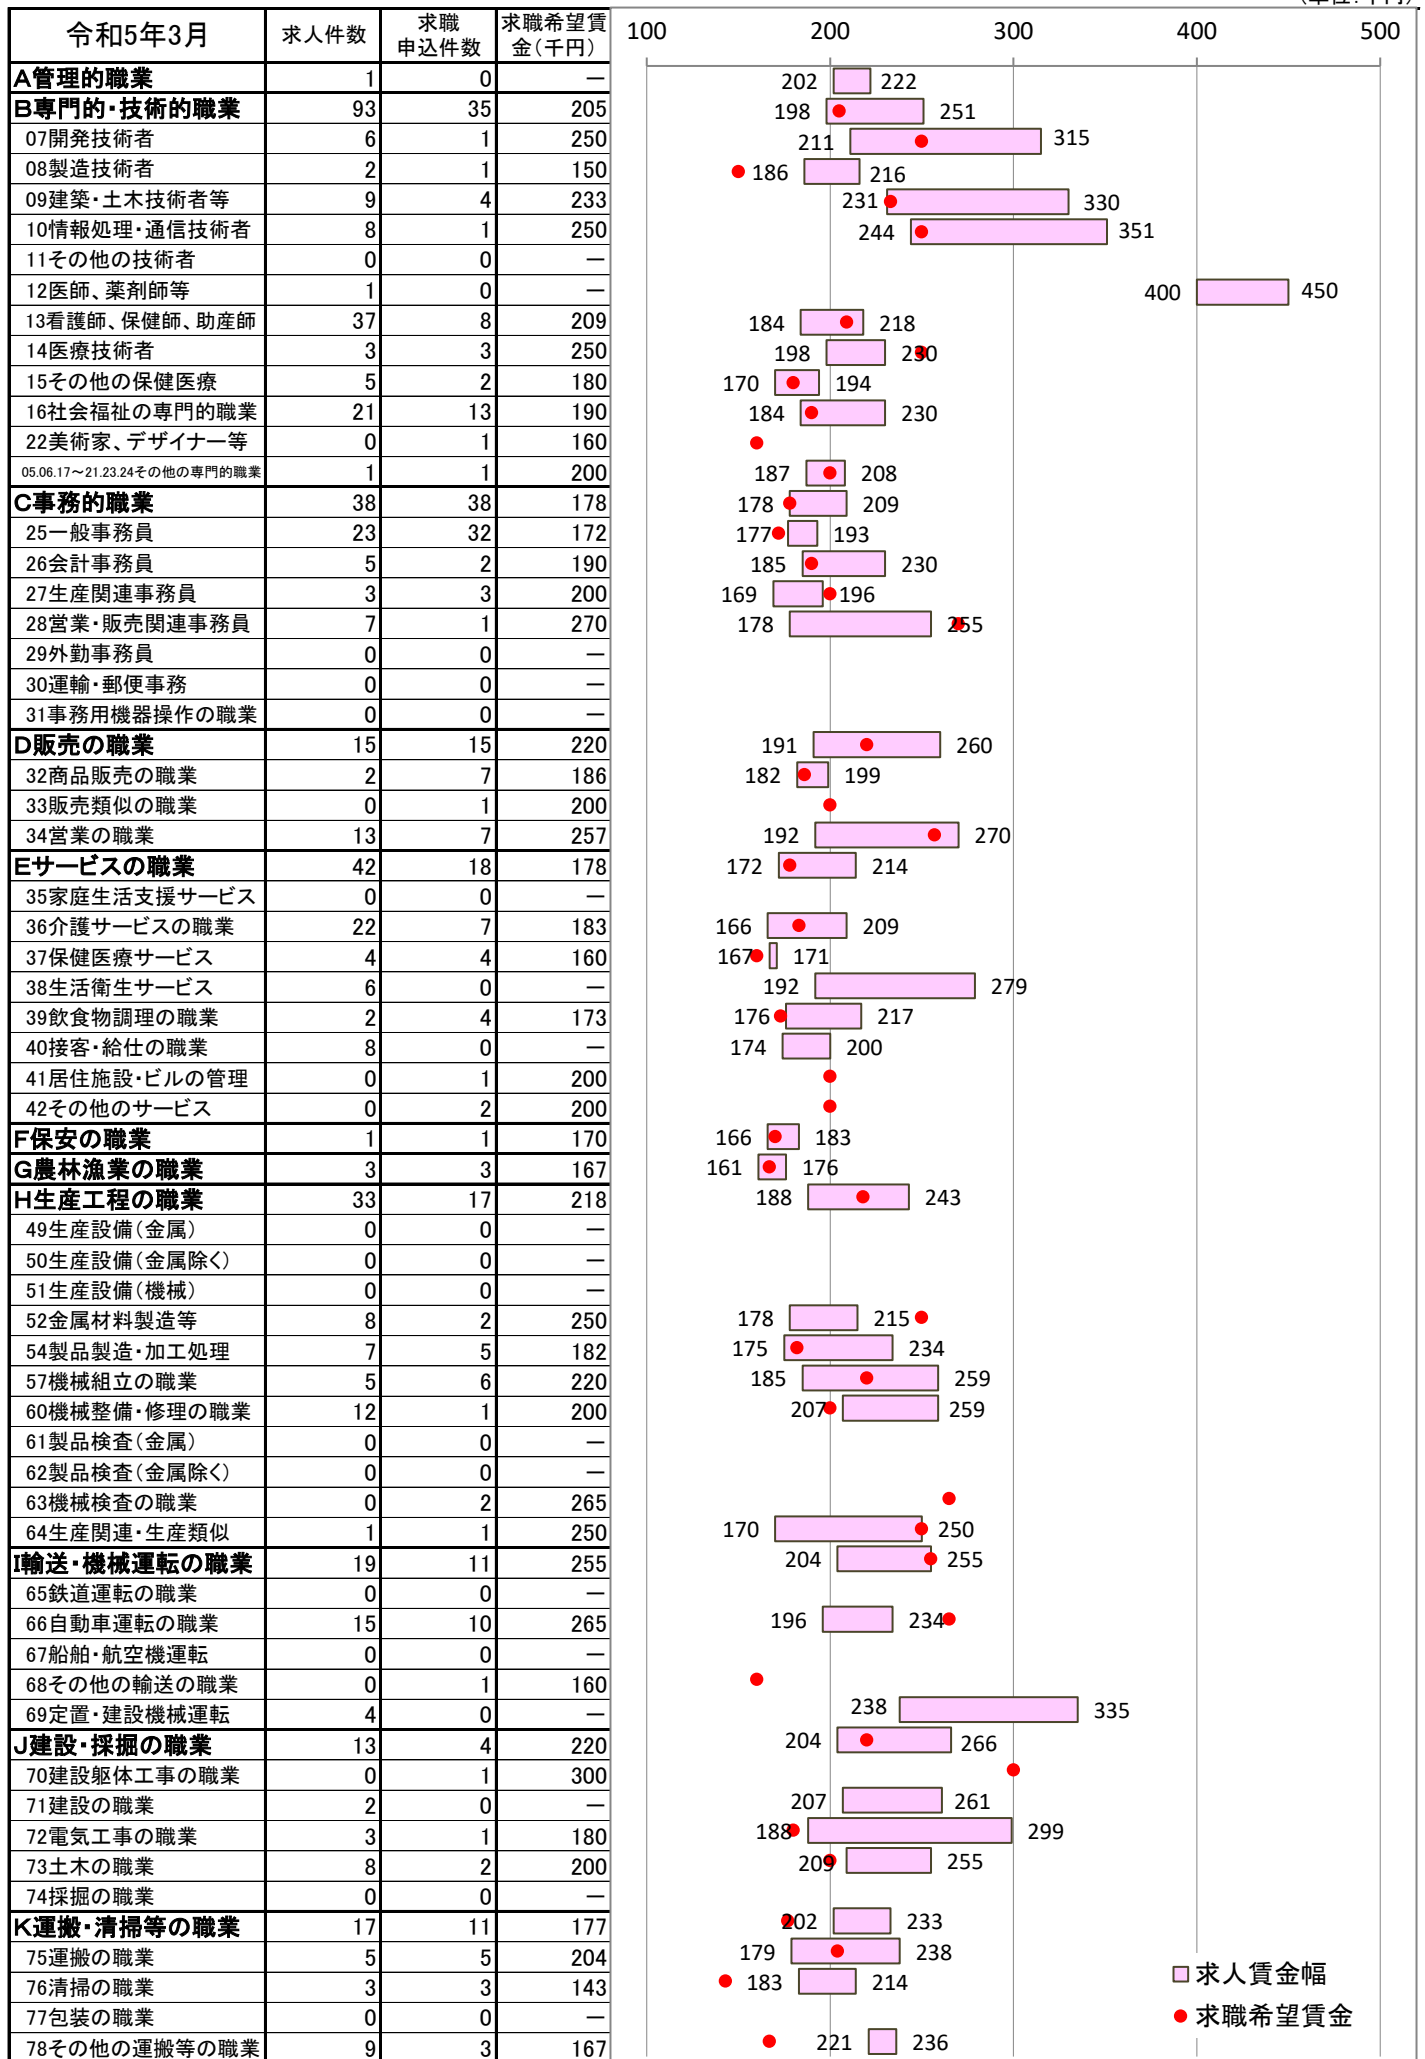 (単位:千円)
令和5年3月 求人件数 求職申込件数 求職希望賃金(千円) 100 200 300 400 500
A管理的職業 1 0 － 202 222
B専門的・技術的職業 93 35 205 198 251
07開発技術者 6 1 250 211 315
08製造技術者 2 1 150 186 216
09建築・土木技術者等 9 4 233 231 330
10情報処理・通信技術者 8 1 250 244 351
11その他の技術者 0 0 －
12医師、薬剤師等 1 0 － 400 450
13看護師、保健師、助産師 37 8 209 184 218
14医療技術者 3 3 250 198 230
15その他の保健医療 5 2 180 170 194
16社会福祉の専門的職業 21 13 190 184 230
22美術家、デザイナー等 0 1 160
05.06.17～21.23.24その他の専門的職業 1 1 200 187 208
C事務的職業 38 38 178 178 209
25一般事務員 23 32 172 177 193
26会計事務員 5 2 190 185 230
27生産関連事務員 3 3 200 169 196
28営業・販売関連事務員 7 1 270 178 255
29外勤事務員 0 0 －
30運輸・郵便事務 0 0 －
31事務用機器操作の職業 0 0 －
D販売の職業 15 15 220 191 260
32商品販売の職業 2 7 186 182 199
33販売類似の職業 0 1 200
34営業の職業 13 7 257 192 270
Eサービスの職業 42 18 178 172 214
35家庭生活支援サービス 0 0 －
36介護サービスの職業 22 7 183 166 209
37保健医療サービス 4 4 160 167 171
38生活衛生サービス 6 0 － 192 279
39飲食物調理の職業 2 4 173 176 217
40接客・給仕の職業 8 0 － 174 200
41居住施設・ビルの管理 0 1 200
42その他のサービス 0 2 200
F保安の職業 1 1 170 166 183
G農林漁業の職業 3 3 167 161 176
H生産工程の職業 33 17 218 188 243
49生産設備(金属) 0 0 －
50生産設備(金属除く) 0 0 －
51生産設備(機械) 0 0 －
52金属材料製造等 8 2 250 178 215
54製品製造・加工処理 7 5 182 175 234
57機械組立の職業 5 6 220 185 259
60機械整備・修理の職業 12 1 200 207 259
61製品検査(金属) 0 0 －
62製品検査(金属除く) 0 0 －
63機械検査の職業 0 2 265
64生産関連・生産類似 1 1 250 170 250
I輸送・機械運転の職業 19 11 255 204 255
65鉄道運転の職業 0 0 －
66自動車運転の職業 15 10 265 196 234
67船舶・航空機運転 0 0 －
68その他の輸送の職業 0 1 160
69定置・建設機械運転 4 0 － 238 335
J建設・採掘の職業 13 4 220 204 266
70建設躯体工事の職業 0 1 300
71建設の職業 2 0 － 207 261
72電気工事の職業 3 1 180 188 299
73土木の職業 8 2 200 209 255
74採掘の職業 0 0 －
K運搬・清掃等の職業 17 11 177 202 233
75運搬の職業 5 5 204 179 238
76清掃の職業 3 3 143 183 214
77包装の職業 0 0 －
78その他の運搬等の職業 9 3 167 221 236
求人賃金幅
求職希望賃金